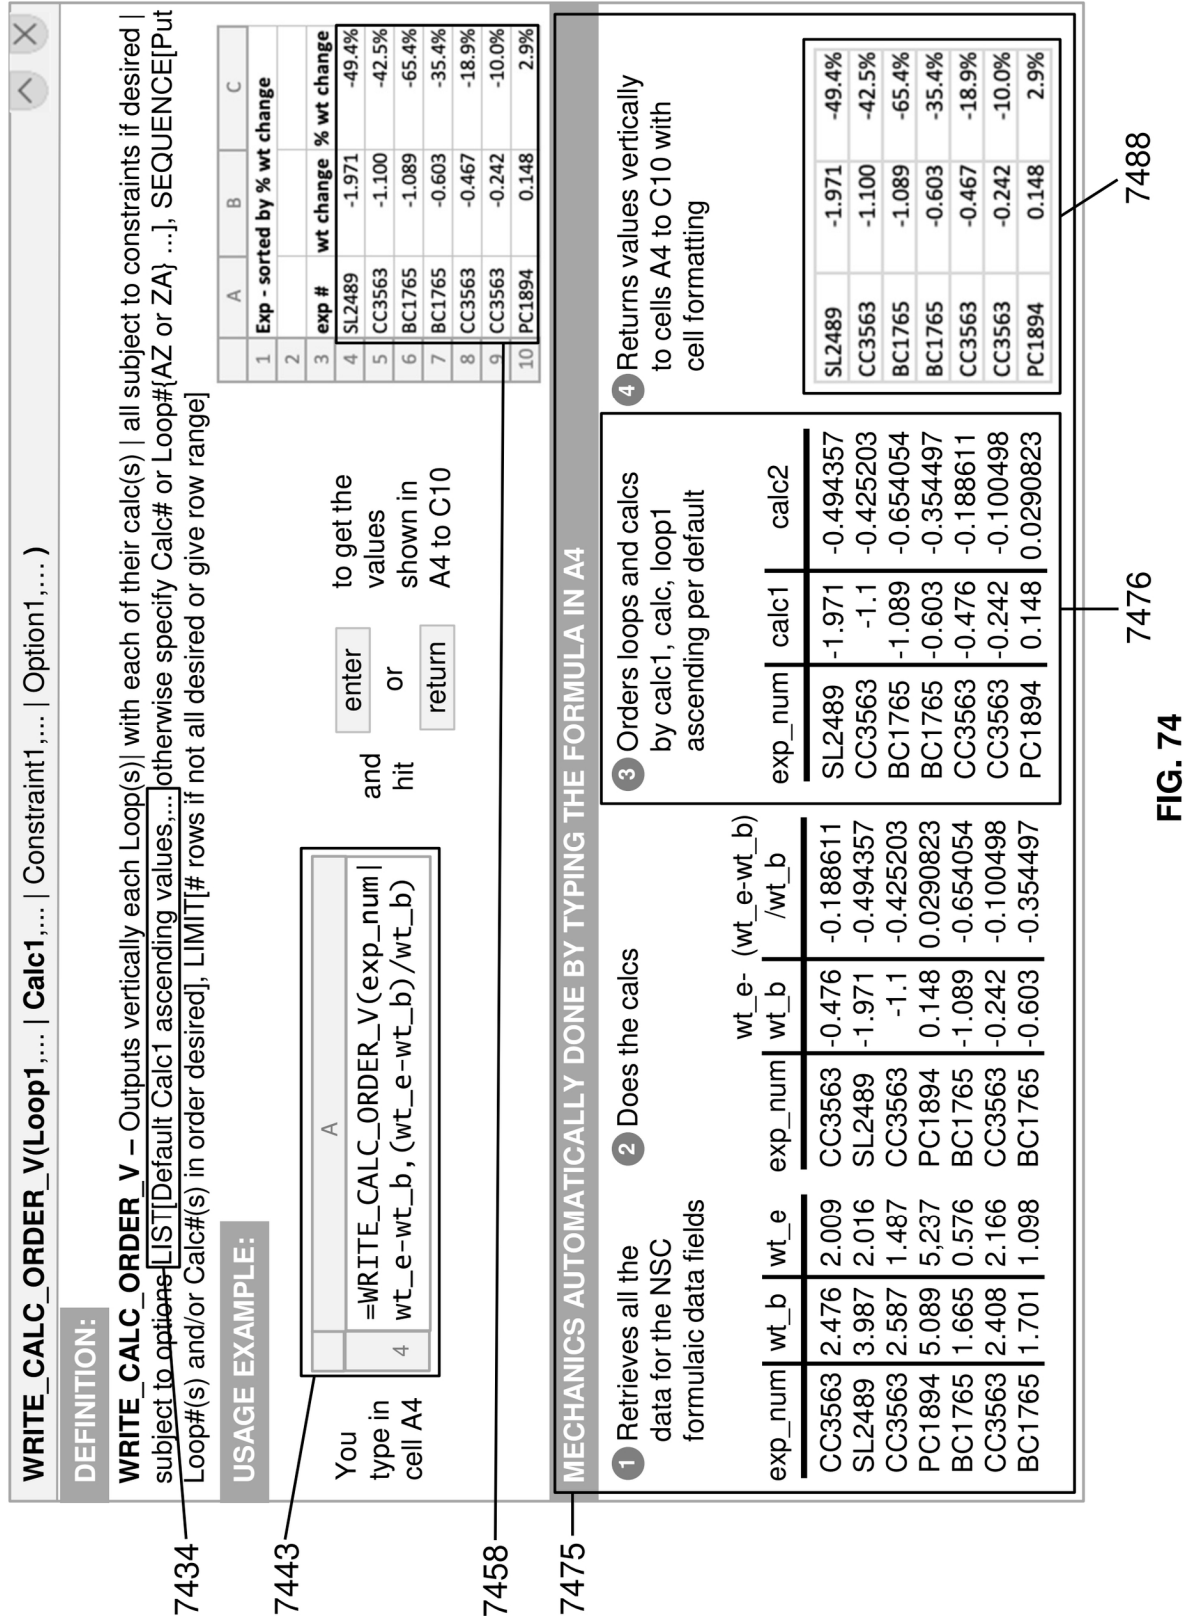 WRITE_CALC_ORDER_V(Loop1,... | Calc1,... | Constraint1,... | Option1,... )
DEFINITION:
WRITE_CALC_ORDER_V – Outputs vertically each Loop(s)| with each of their calc(s) | all subject to constraints if desired |
subject to options LIST[Default Calc1 ascending values,... otherwise specify Calc# or Loop#{AZ or ZA} ...], SEQUENCE[Put
Loop#(s) and/or Calc#(s) in order desired], LIMIT[# rows if not all desired or give row range]
7434
USAGE EXAMPLE:
You
type in
cell A4
A
4 =WRITE_CALC_ORDER_V(exp_num|
wt_e-wt_b,(wt_e-wt_b)/wt_b)
7443
and
hit
enter
or
return
to get the
values
shown in
A4 to C10
A B C
1 Exp - sorted by % wt change
2
3 exp # wt change % wt change
4 SL2489 -1.971 -49.4%
5 CC3563 -1.100 -42.5%
6 BC1765 -1.089 -65.4%
7 BC1765 -0.603 -35.4%
8 CC3563 -0.467 -18.9%
9 CC3563 -0.242 -10.0%
10 PC1894 0.148 2.9%
7458
7475
MECHANICS AUTOMATICALLY DONE BY TYPING THE FORMULA IN A4
1 Retrieves all the
data for the NSC
formulaic data fields
exp_num wt_b wt_e
CC3563 2.476 2.009
SL2489 3.987 2.016
CC3563 2.587 1.487
PC1894 5.089 5,237
BC1765 1.665 0.576
CC3563 2.408 2.166
BC1765 1.701 1.098
2 Does the calcs
wt_e- (wt_e-wt_b)
exp_num wt_b /wt_b
CC3563 -0.476 -0.188611
SL2489 -1.971 -0.494357
CC3563 -1.1 -0.425203
PC1894 0.148 0.0290823
BC1765 -1.089 -0.654054
CC3563 -0.242 -0.100498
BC1765 -0.603 -0.354497
3 Orders loops and calcs
by calc1, calc, loop1
ascending per default
exp_num calc1 calc2
SL2489 -1.971 -0.494357
CC3563 -1.1 -0.425203
BC1765 -1.089 -0.654054
BC1765 -0.603 -0.354497
CC3563 -0.476 -0.188611
CC3563 -0.242 -0.100498
PC1894 0.148 0.0290823
7476
4 Returns values vertically
to cells A4 to C10 with
cell formatting
SL2489 -1.971 -49.4%
CC3563 -1.100 -42.5%
BC1765 -1.089 -65.4%
BC1765 -0.603 -35.4%
CC3563 -0.467 -18.9%
CC3563 -0.242 -10.0%
PC1894 0.148 2.9%
7488
FIG. 74